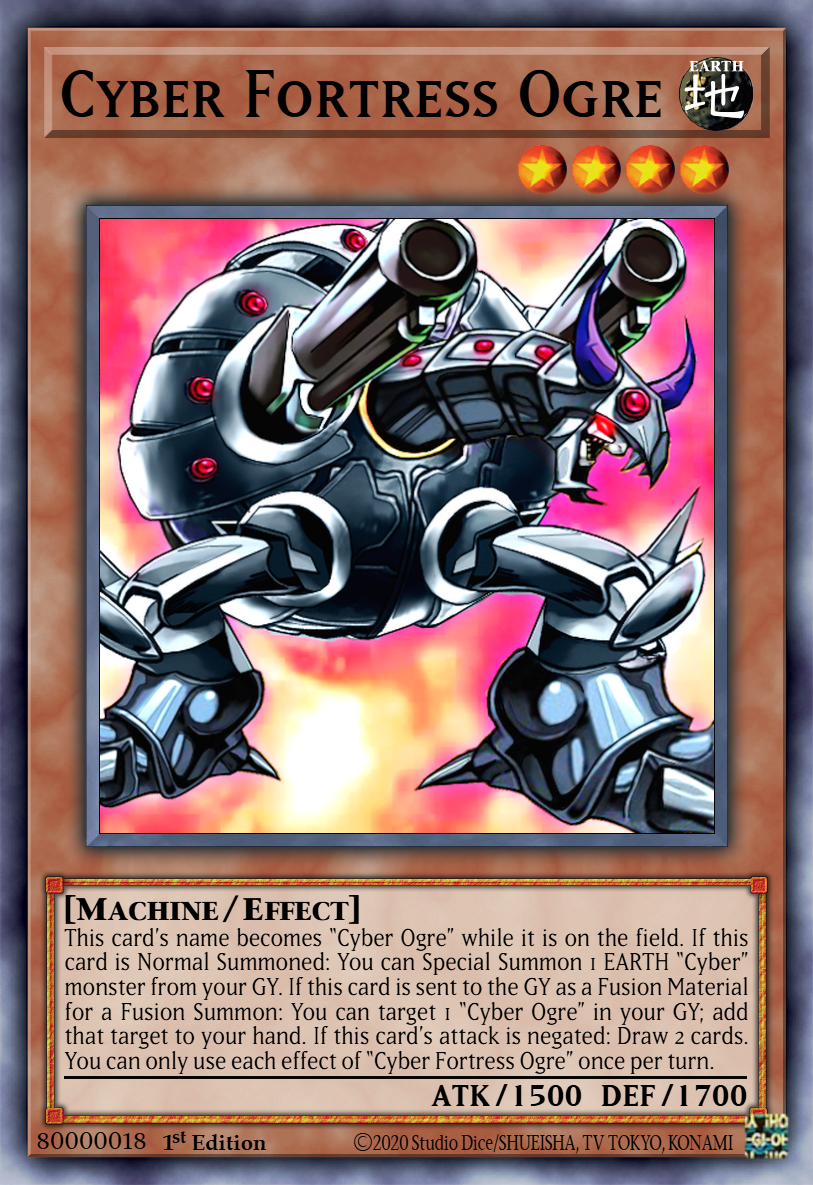 Cyber Fortress Ogre
EARTH
地
[Machine/Effect]
This card's name becomes "Cyber Ogre" while it is on the field. If this
card is Normal Summoned: You can Special Summon 1 EARTH "Cyber"
monster from your GY. If this card is sent to the GY as a Fusion Material
for a Fusion Summon: You can target 1 "Cyber Ogre" in your GY; add
that target to your hand. If this card's attack is negated: Draw 2 cards.
You can only use each effect of "Cyber Fortress Ogre" once per turn.
ATK/1500 DEF/1700
80000018 1st Edition ©2020 Studio Dice/SHUEISHA, TV TOKYO, KONAMI